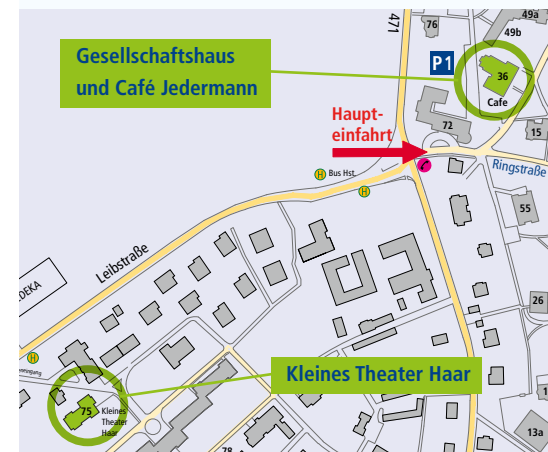 471
76
49a
49b
Gesellschaftshaus
und Café Jedermann
P1
36
Cafe
Haupt-
einfahrt
72
15
Ringstraße
H Bus Hst.
H
55
Leibstraße
EDEKA
26
H
Kleines Theater Haar
75 Kleines
Theater
Haar
78
13a